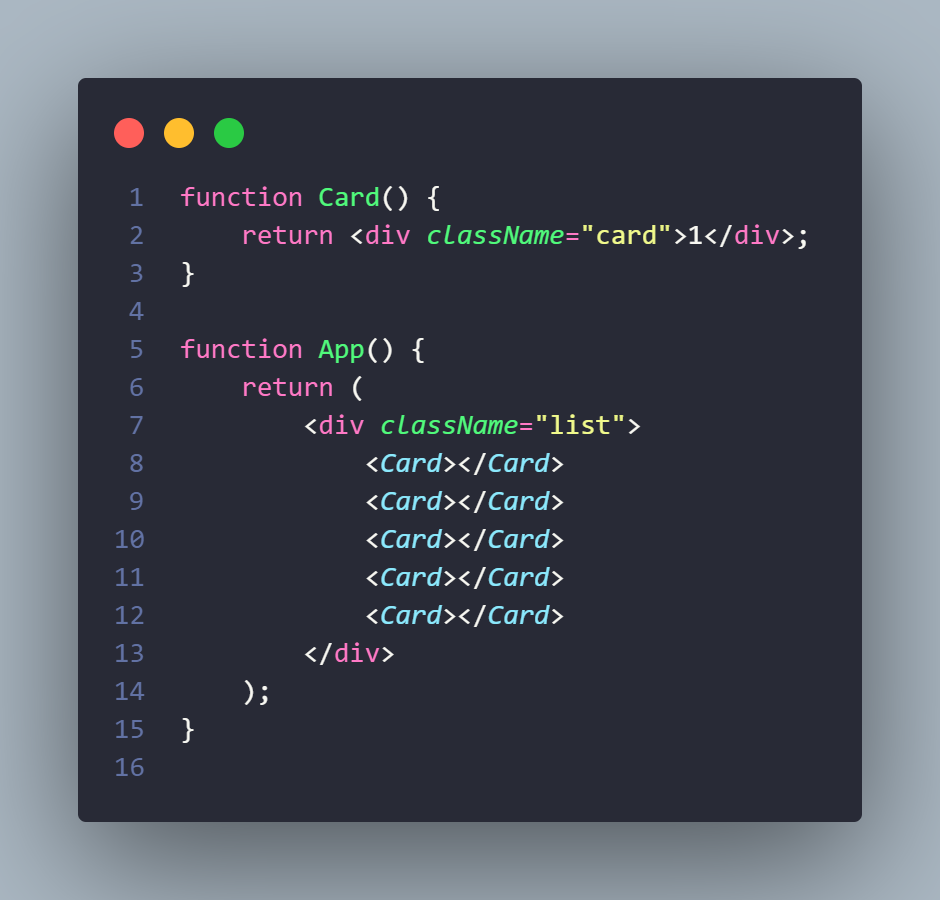 1 function Card() {
2     return <div className="card">1</div>;
3 }
4
5 function App() {
6     return (
7         <div className="list">
8             <Card></Card>
9             <Card></Card>
10             <Card></Card>
11             <Card></Card>
12             <Card></Card>
13         </div>
14     );
15 }
16